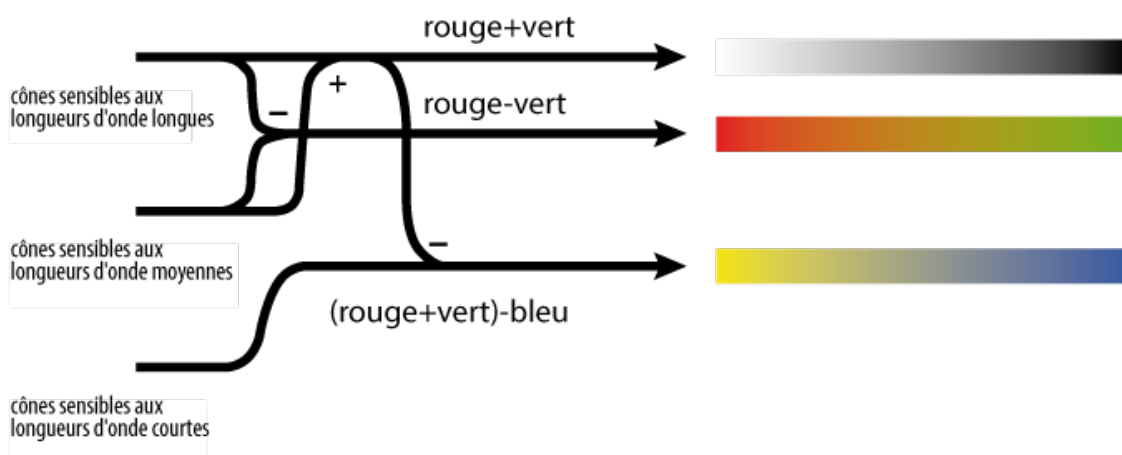 rouge+vert
+
cônes sensibles aux
longueurs d'onde longues
–
rouge-vert
cônes sensibles aux
longueurs d'onde moyennes
–
(rouge+vert)-bleu
cônes sensibles aux
longueurs d'onde courtes